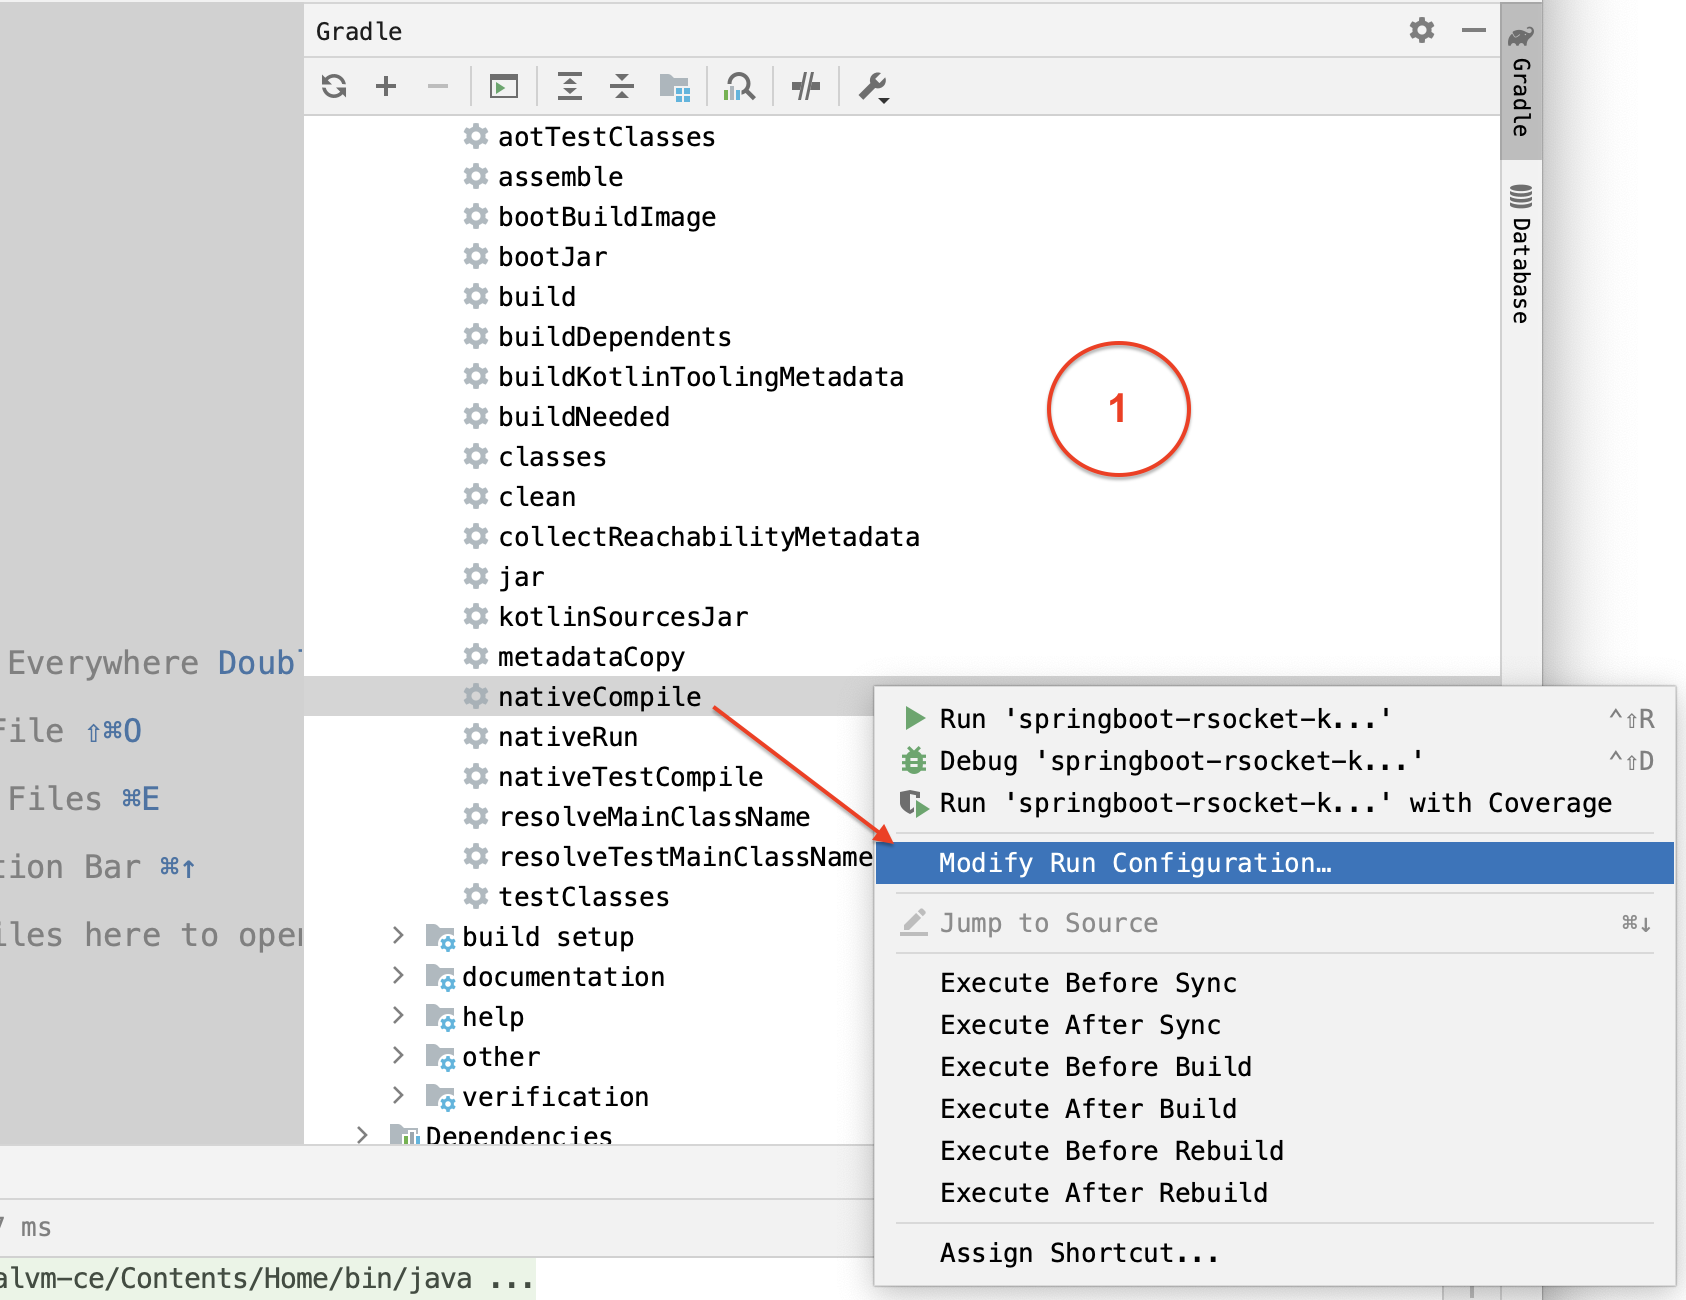 Gradle
Gradle
Database
aotTestClasses
assemble
bootBuildImage
bootJar
build
buildDependents
buildKotlinToolingMetadata
1
buildNeeded
classes
clean
collectReachabilityMetadata
jar
kotlinSourcesJar
metadataCopy
nativeCompile
nativeRun
nativeTestCompile
resolveMainClassName
resolveTestMainClassName
testClasses
build setup
documentation
help
other
verification
Dependencies
Everywhere Doubl
File ⇧⌘O
Files ⌘E
tion Bar ⌘↑
iles here to open
Run 'springboot-rsocket-k...' ^⇧R
Debug 'springboot-rsocket-k...' ^⇧D
Run 'springboot-rsocket-k...' with Coverage
Modify Run Configuration…
Jump to Source ⌘↓
Execute Before Sync
Execute After Sync
Execute Before Build
Execute After Build
Execute Before Rebuild
Execute After Rebuild
Assign Shortcut...
ms
alvm-ce/Contents/Home/bin/java ...